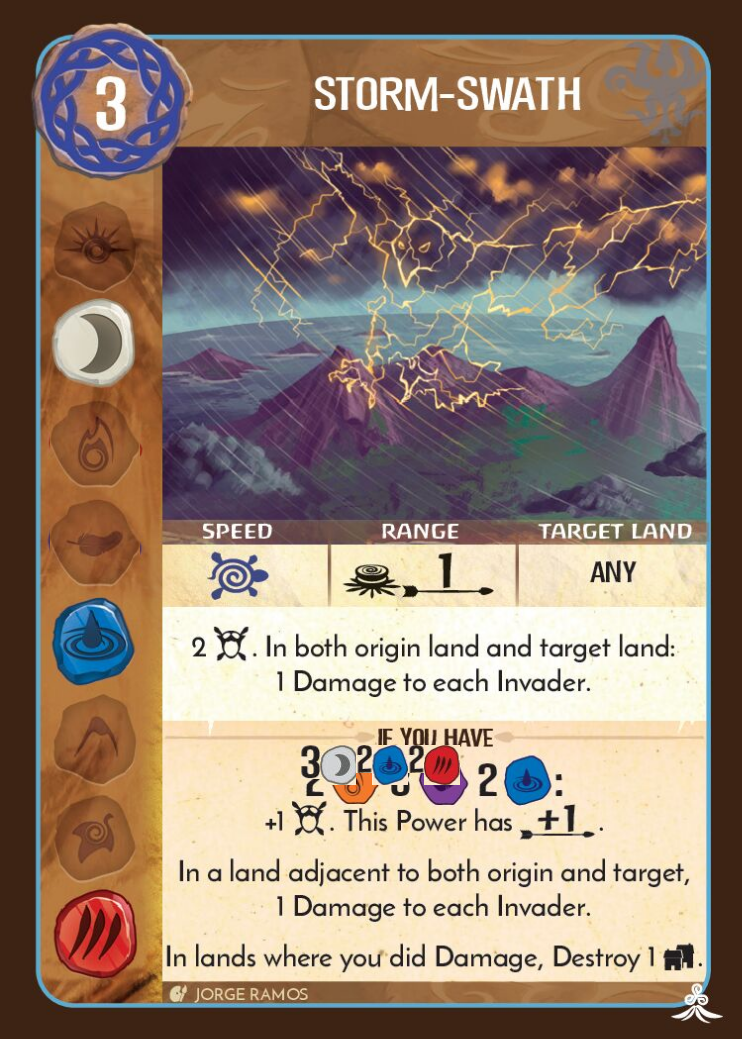 3
STORM-SWATH
SPEED RANGE TARGET LAND
1 ANY
2 . In both origin land and target land:
1 Damage to each Invader.
IF YOU HAVE
3 2 2
2 2 :
+1 . This Power has +1 .
In a land adjacent to both origin and target,
1 Damage to each Invader.
In lands where you did Damage, Destroy 1 .
JORGE RAMOS